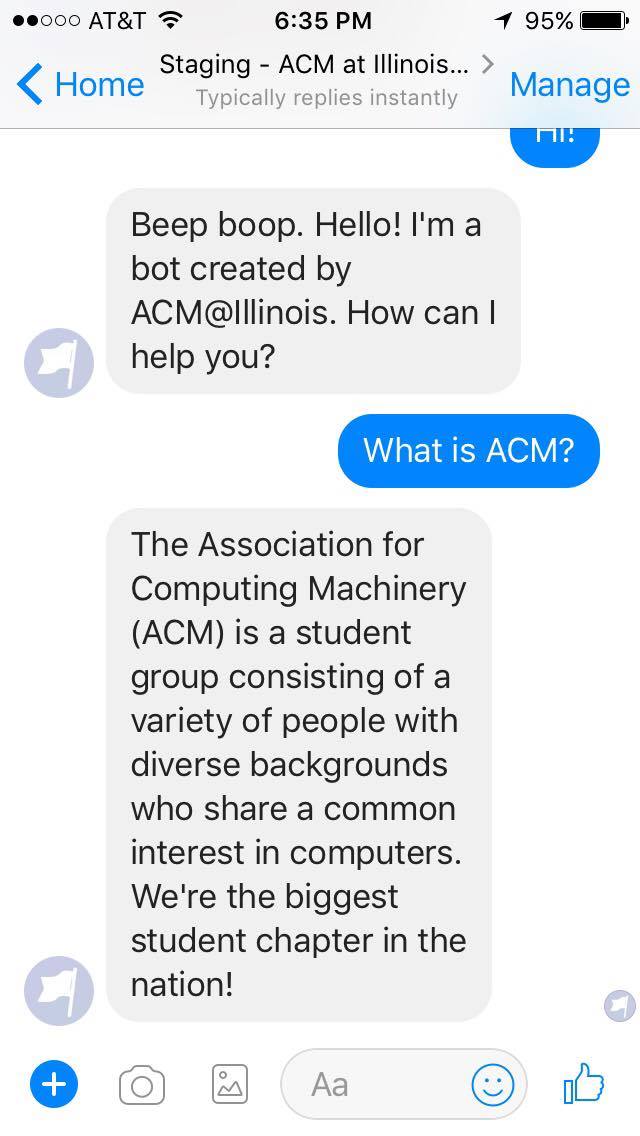 AT&T 6:35 PM 95%
Home Staging - ACM at Illinois... Manage
Typically replies instantly
Hi!
Beep boop. Hello! I'm a
bot created by
ACM@Illinois. How can I
help you?
What is ACM?
The Association for
Computing Machinery
(ACM) is a student
group consisting of a
variety of people with
diverse backgrounds
who share a common
interest in computers.
We're the biggest
student chapter in the
nation!
Aa